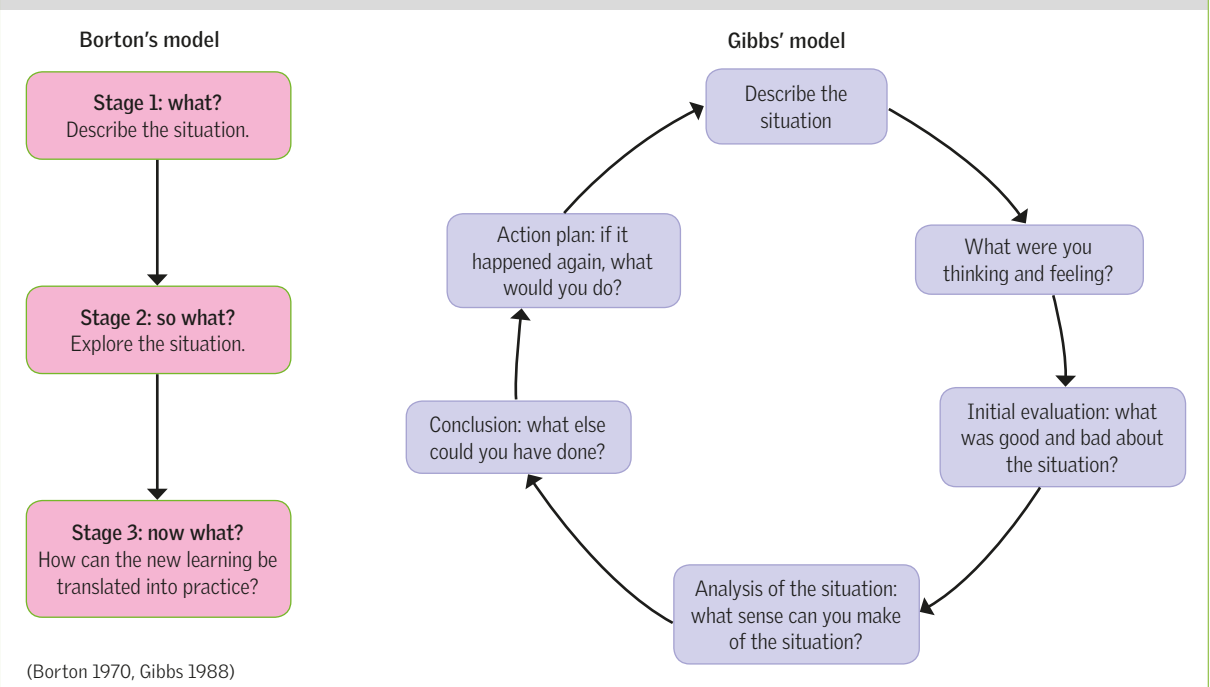 Borton's model
Stage 1: what?
Describe the situation.
Stage 2: so what?
Explore the situation.
Stage 3: now what?
How can the new learning be
translated into practice?
(Borton 1970, Gibbs 1988)
Gibbs' model
Describe the
situation
What were you
thinking and feeling?
Initial evaluation: what
was good and bad about
the situation?
Analysis of the situation:
what sense can you make
of the situation?
Conclusion: what else
could you have done?
Action plan: if it
happened again, what
would you do?